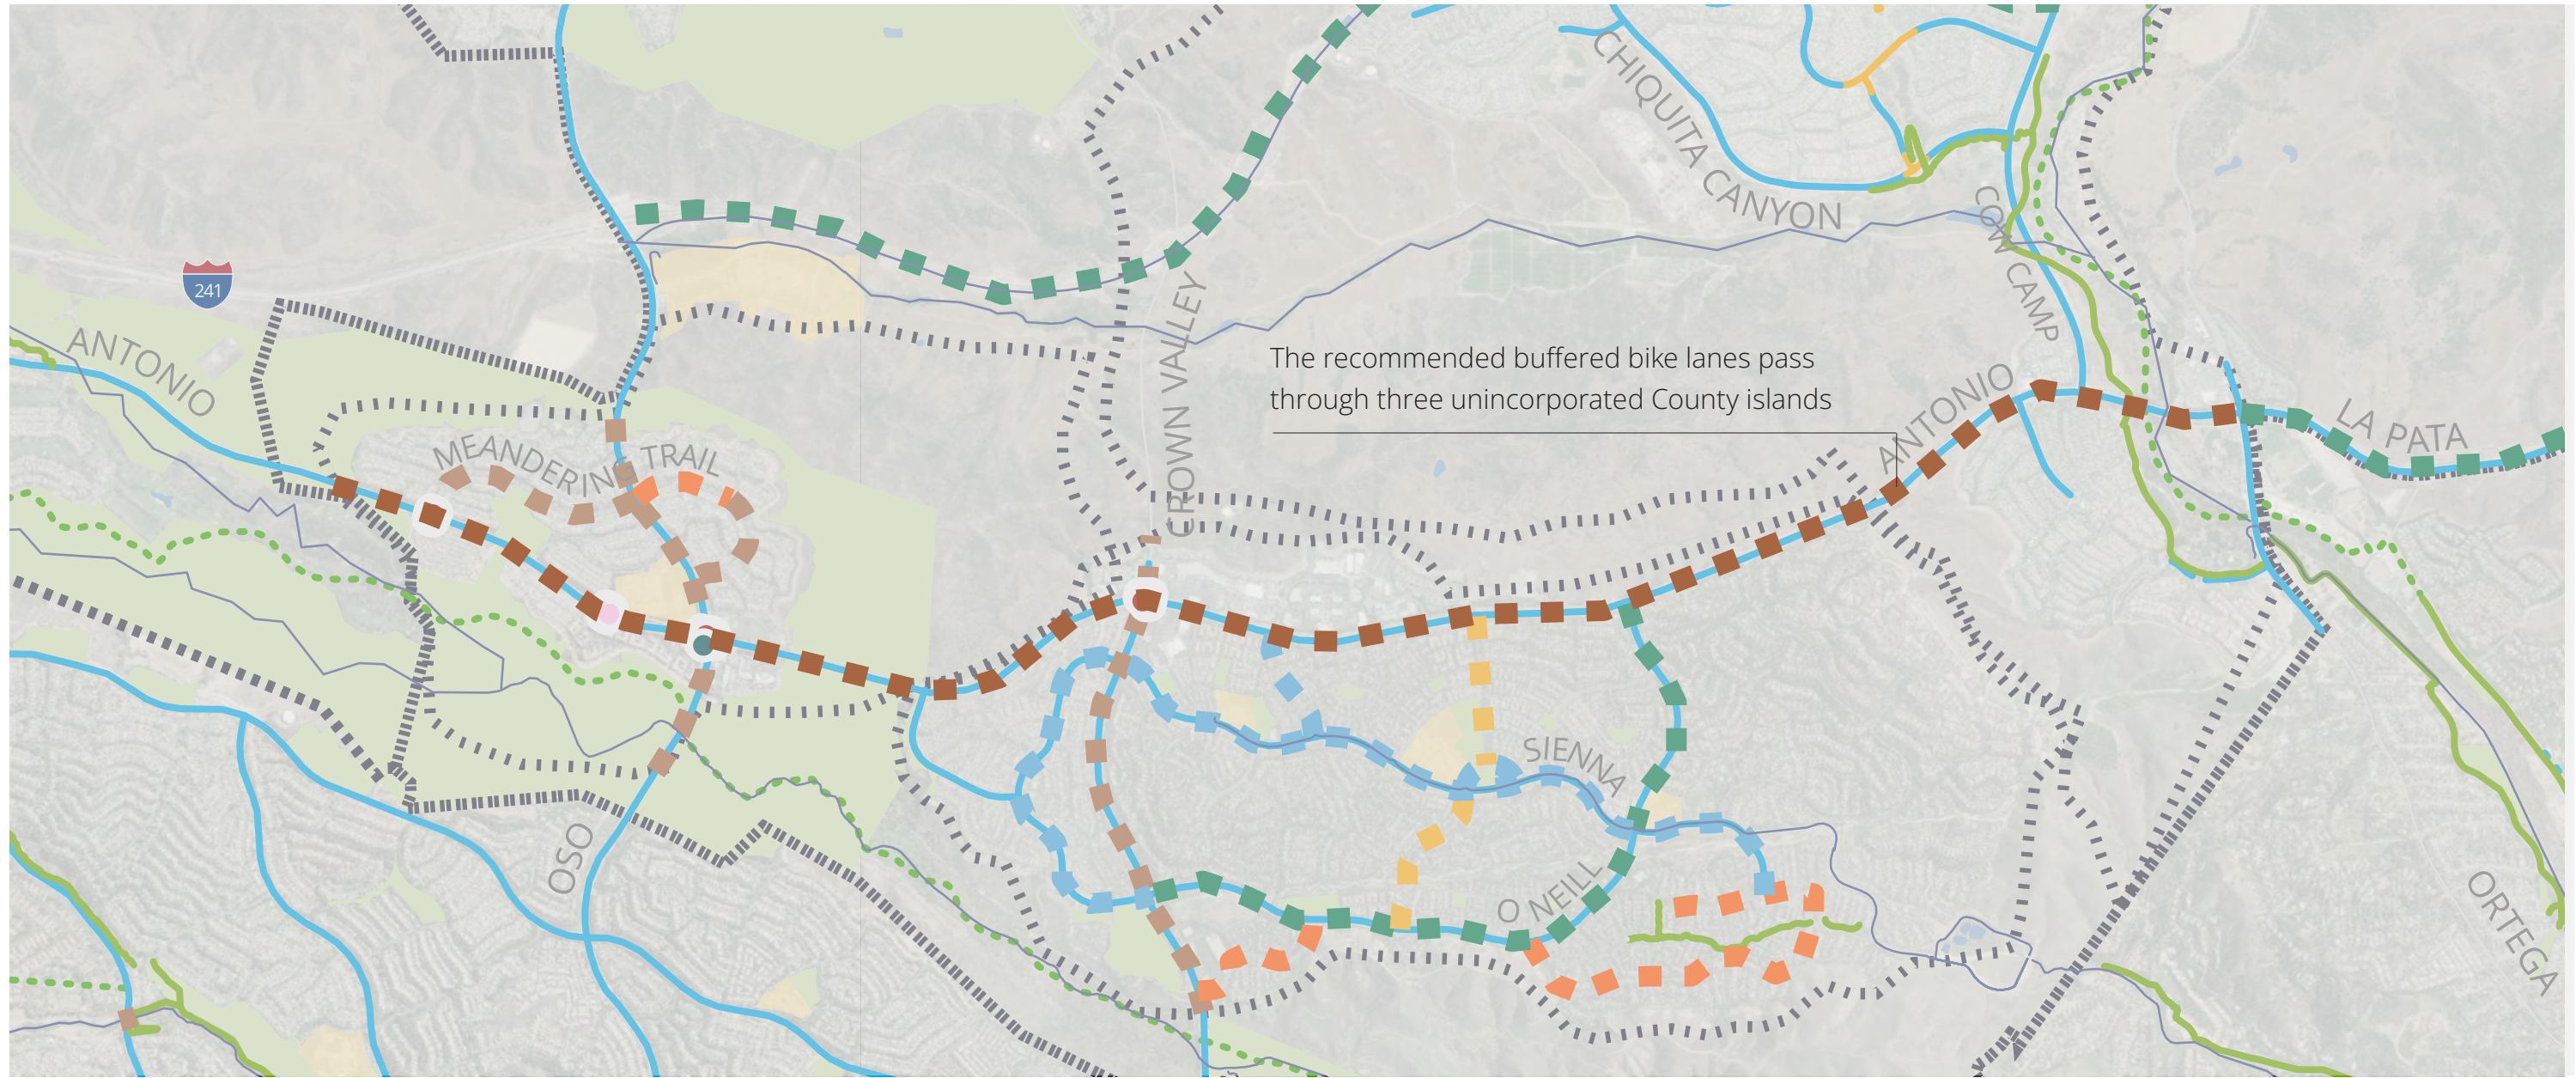 CHIQUITA CANYON
COW CAMP
241
ANTONIO
CROWN VALLEY
The recommended buffered bike lanes pass
through three unincorporated County islands
ANTONIO
LA PATA
MEANDERING TRAIL
SIENNA
OSO
O NEILL
ORTEGA